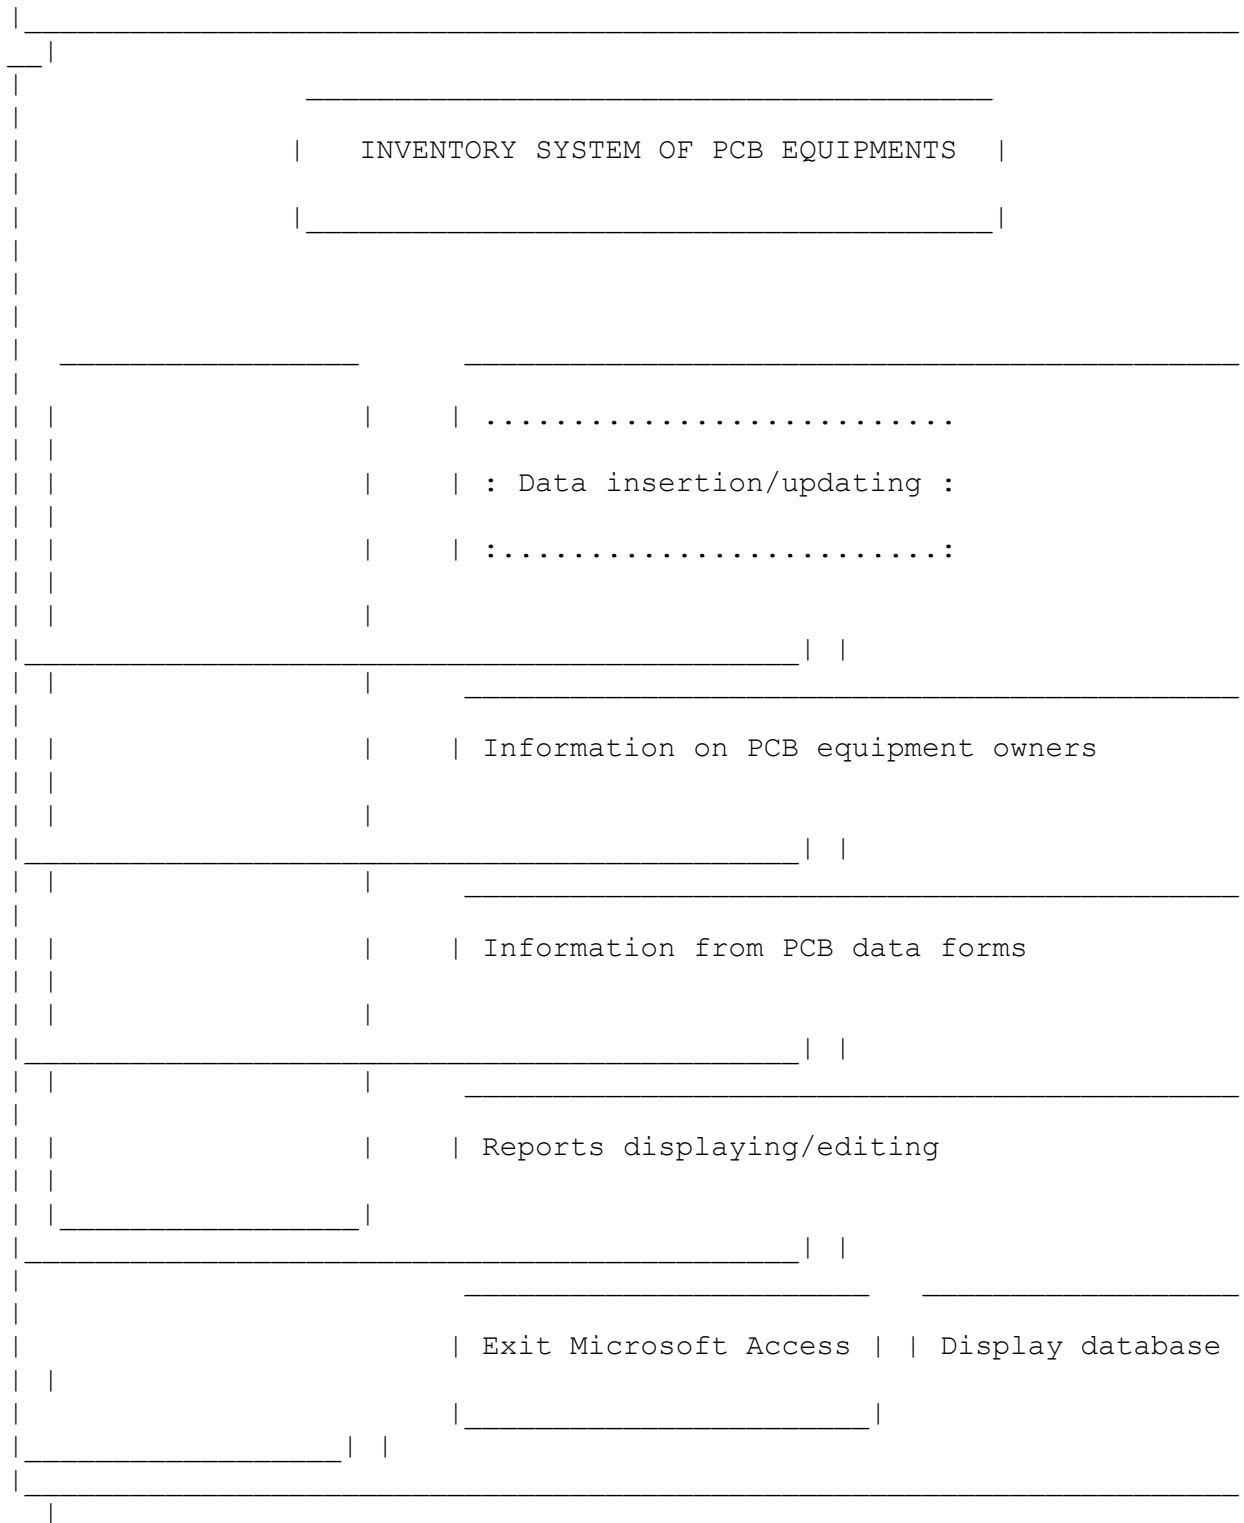 INVENTORY SYSTEM OF PCB EQUIPMENTS
Data insertion/updating
Information on PCB equipment owners
Information from PCB data forms
Reports displaying/editing
Exit Microsoft Access
Display database